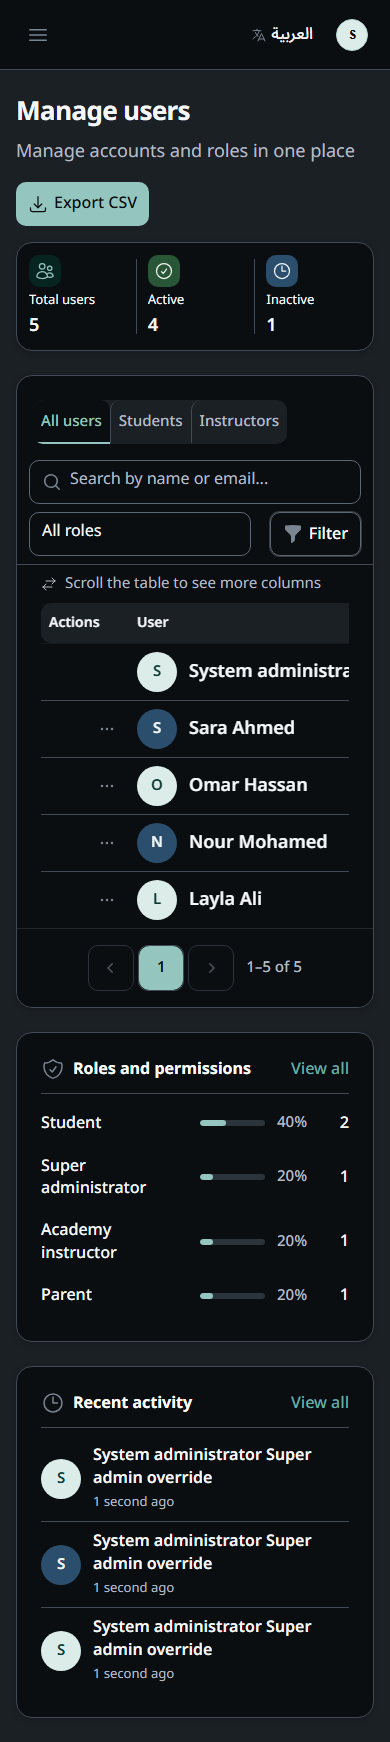 العربية
S
Manage users
Manage accounts and roles in one place
Export CSV
Total users
5
Active
4
Inactive
1
All users
Students
Instructors
Search by name or email...
All roles
Filter
Scroll the table to see more columns
Actions
User
S
System administra
S
Sara Ahmed
O
Omar Hassan
N
Nour Mohamed
L
Layla Ali
1
1–5 of 5
Roles and permissions
View all
Student
40%
2
Super
administrator
20%
1
Academy
instructor
20%
1
Parent
20%
1
Recent activity
View all
S
System administrator Super
admin override
1 second ago
S
System administrator Super
admin override
1 second ago
S
System administrator Super
admin override
1 second ago